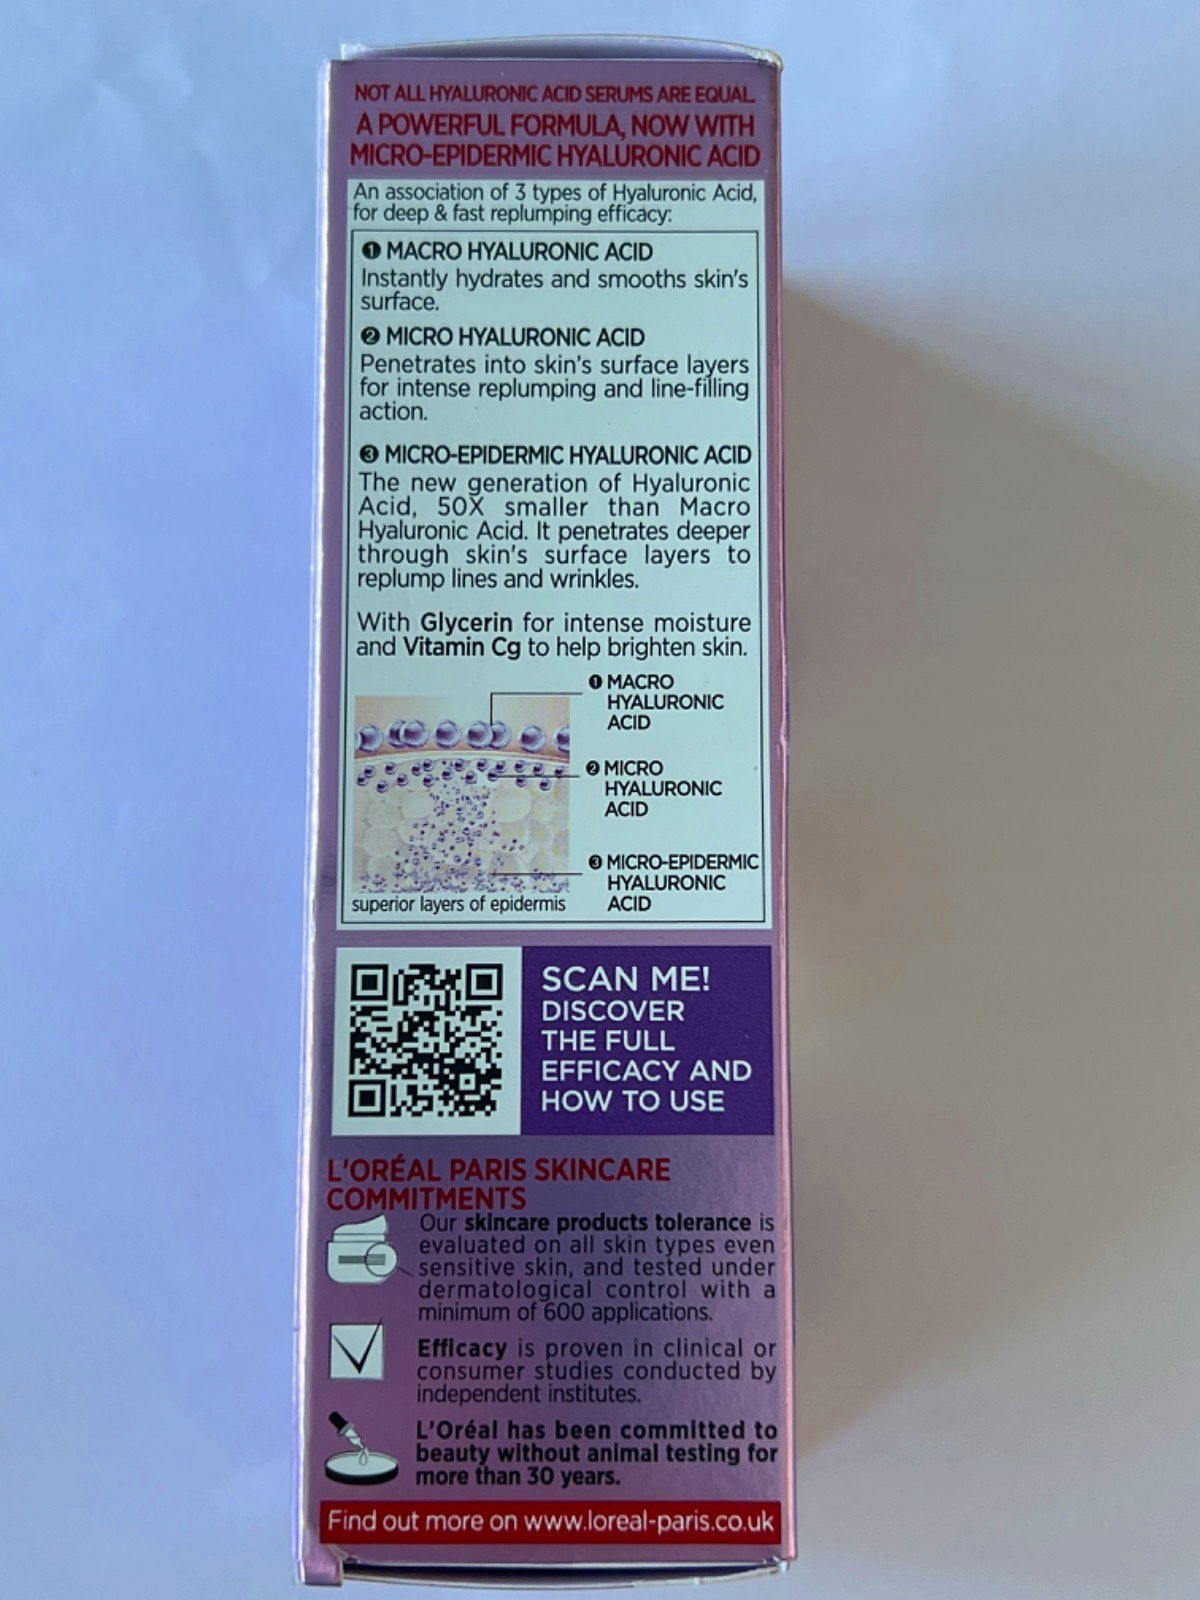 NOT ALL HYALURONIC ACID SERUMS ARE EQUAL
A POWERFUL FORMULA, NOW WITH
MICRO-EPIDERMIC HYALURONIC ACID
An association of 3 types of Hyaluronic Acid,
for deep & fast replumping efficacy:
❶ MACRO HYALURONIC ACID
Instantly hydrates and smooths skin's
surface.
❷ MICRO HYALURONIC ACID
Penetrates into skin's surface layers
for intense replumping and line-filling
action.
❸ MICRO-EPIDERMIC HYALURONIC ACID
The new generation of Hyaluronic
Acid, 50X smaller than Macro
Hyaluronic Acid. It penetrates deeper
through skin's surface layers to
replump lines and wrinkles.
With Glycerin for intense moisture
and Vitamin Cg to help brighten skin.
❶ MACRO
HYALURONIC
ACID
❷ MICRO
HYALURONIC
ACID
❸ MICRO-EPIDERMIC
HYALURONIC
ACID
superior layers of epidermis
SCAN ME!
DISCOVER
THE FULL
EFFICACY AND
HOW TO USE
L'ORÉAL PARIS SKINCARE
COMMITMENTS
Our skincare products tolerance is
evaluated on all skin types even
sensitive skin, and tested under
dermatological control with a
minimum of 600 applications.
Efficacy is proven in clinical or
consumer studies conducted by
independent institutes.
L'Oréal has been committed to
beauty without animal testing for
more than 30 years.
Find out more on www.loreal-paris.co.uk